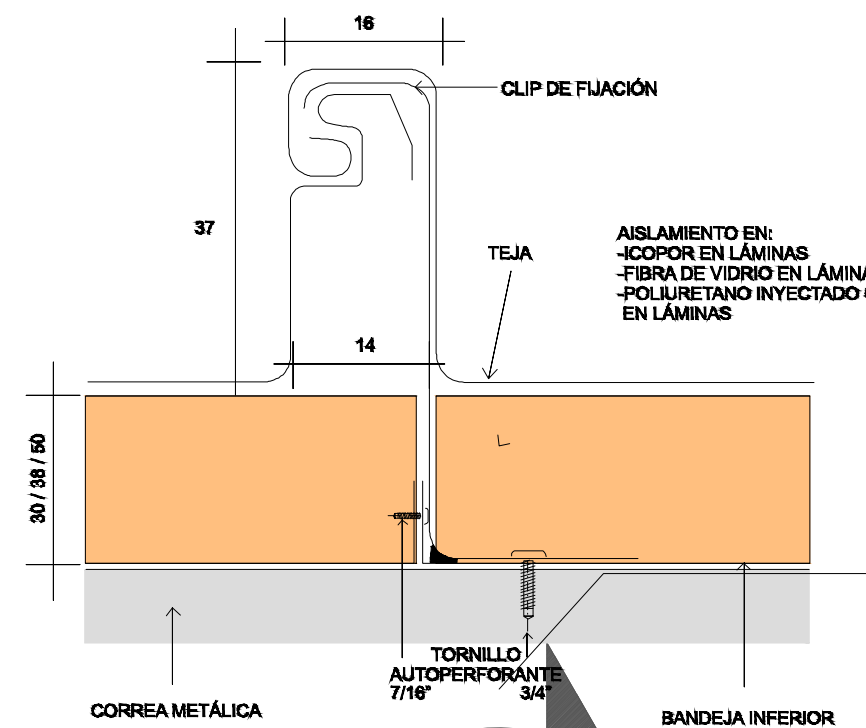 16
CLIP DE FIJACIÓN
37
TEJA
AISLAMIENTO EN:
-ICOPOR EN LÁMINAS
-FIBRA DE VIDRIO EN LÁMINA
-POLIURETANO INYECTADO
EN LÁMINAS
14
30 / 38 / 50
TORNILLO
AUTOPERFORANTE
7/16" 3/4"
CORREA METÁLICA
BANDEJA INFERIOR